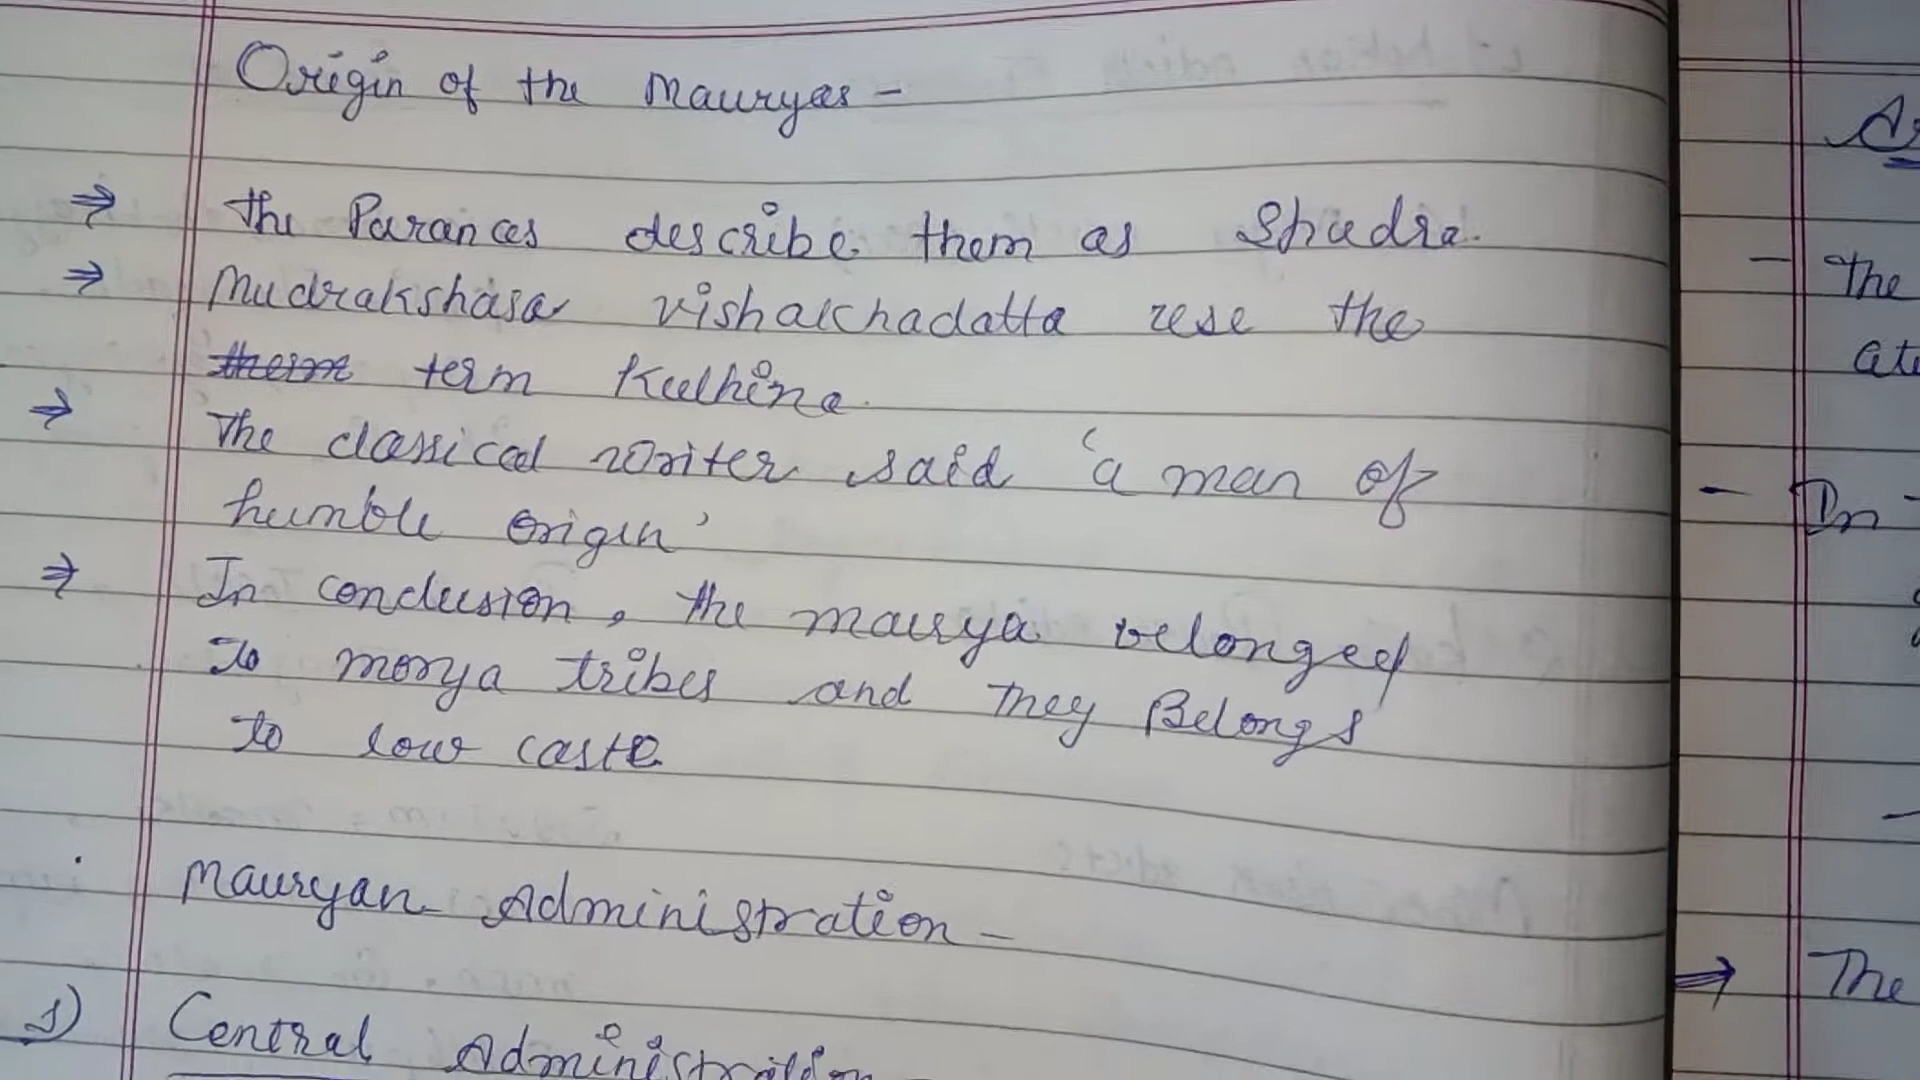 Origin of the Mauryas -
⇒ the Puranas describe them as Shudra.
⇒ Mudrakshasa vishakhadatta use the
therm term Kulhina.
⇒ The classical writer said 'a man of
humble origin'
⇒ In conclusion, the maurya belonged
to morya tribes and they Belongs
to low caste
Mauryan Administration -
1) Central Administration
- The
- In
⇒ The